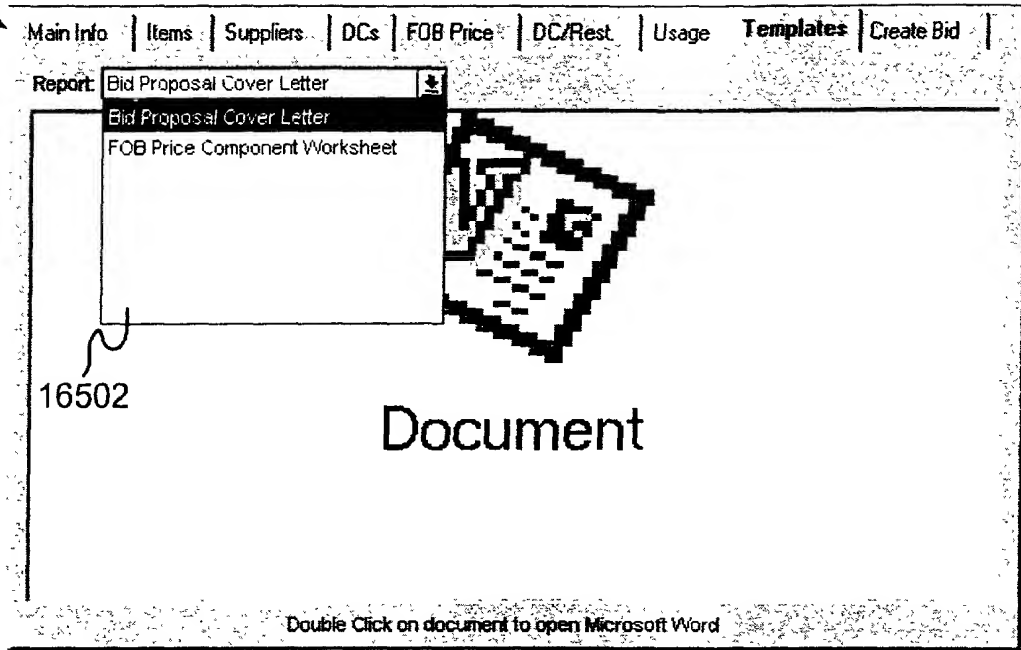 Main Info Items Suppliers DCs FOB Price DC/Rest. Usage Templates Create Bid
Report: Bid Proposal Cover Letter
Bid Proposal Cover Letter
FOB Price Component Worksheet
16502
Document
Double Click on document to open Microsoft Word